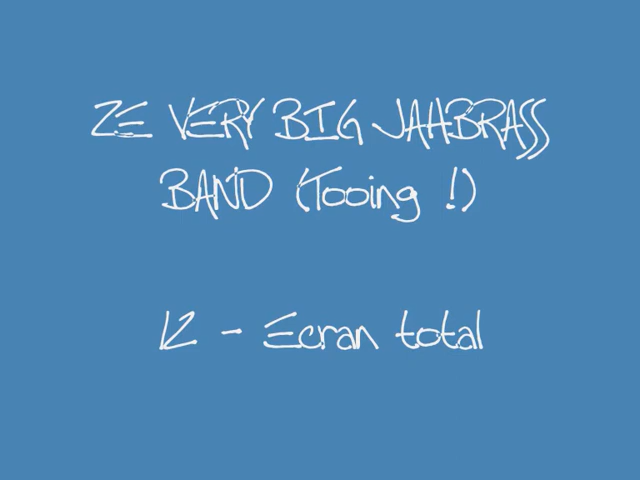 ZE VERY BIG JAHBRASS
BAND (Tooing !)
12 - Ecran total